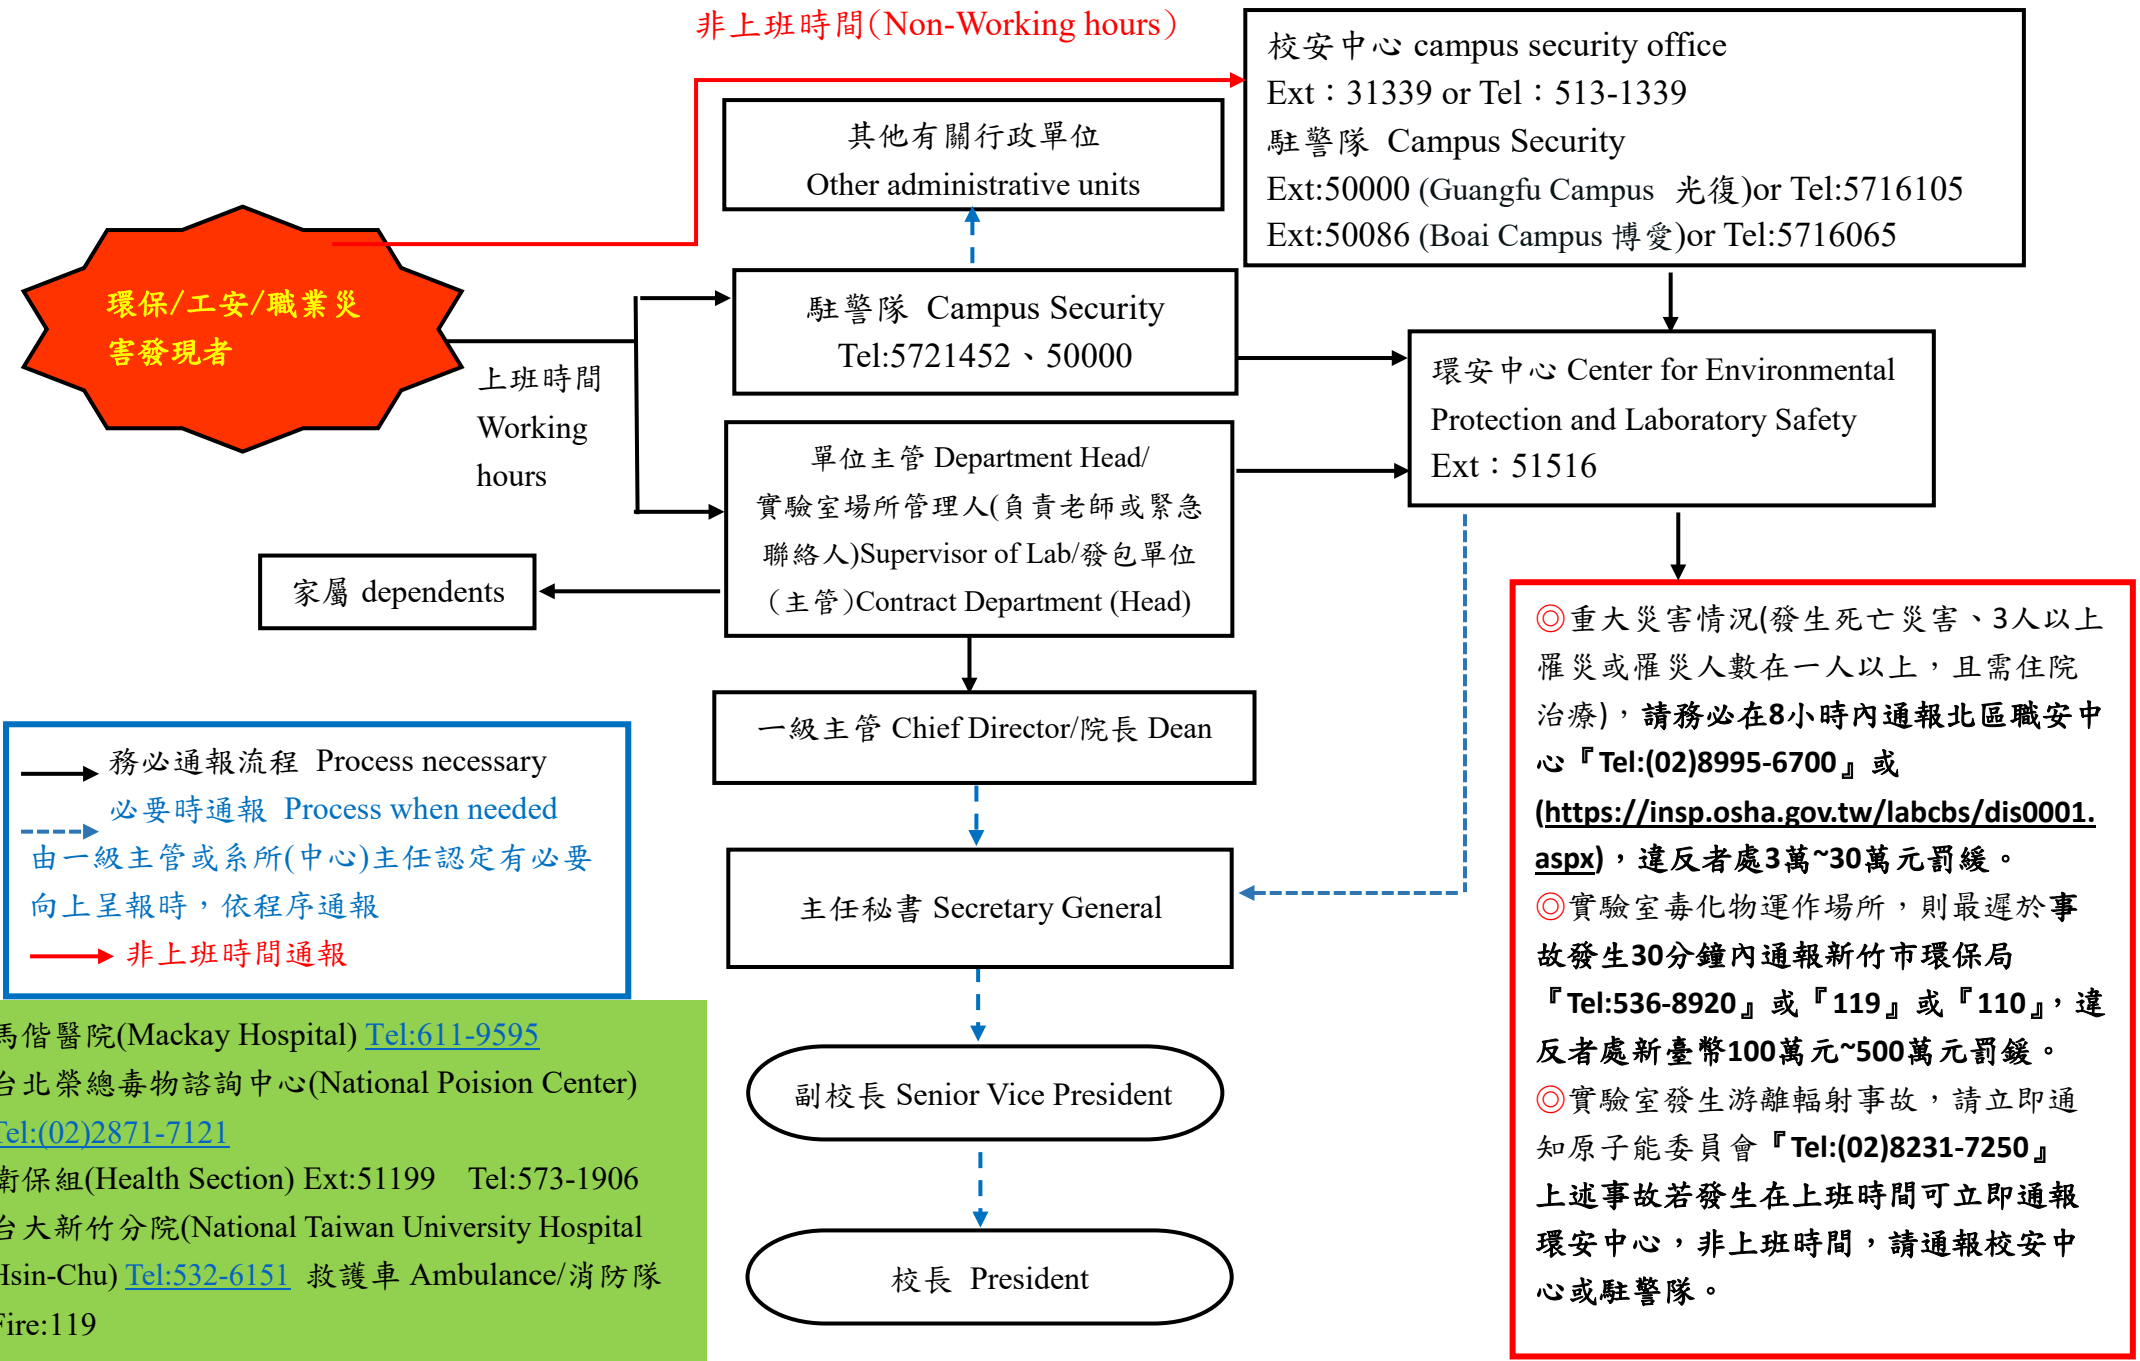 非上班時間(Non-Working hours)
校安中心 campus security office
Ext：31339 or Tel：513-1339
駐警隊 Campus Security
Ext:50000 (Guangfu Campus 光復)or Tel:5716105
Ext:50086 (Boai Campus 博愛)or Tel:5716065
其他有關行政單位
Other administrative units
環保/工安/職業災
害發現者
上班時間
Working
hours
駐警隊 Campus Security
Tel:5721452、50000
環安中心 Center for Environmental
Protection and Laboratory Safety
Ext：51516
單位主管 Department Head/
實驗室場所管理人(負責老師或緊急
聯絡人)Supervisor of Lab/發包單位
(主管)Contract Department (Head)
家屬 dependents
一級主管 Chief Director/院長 Dean
主任秘書 Secretary General
副校長 Senior Vice President
校長 President
務必通報流程 Process necessary
必要時通報 Process when needed
由一級主管或系所(中心)主任認定有必要
向上呈報時，依程序通報
非上班時間通報
馬偕醫院(Mackay Hospital) Tel:611-9595
台北榮總毒物諮詢中心(National Poision Center)
Tel:(02)2871-7121
衛保組(Health Section) Ext:51199 Tel:573-1906
台大新竹分院(National Taiwan University Hospital
Hsin-Chu) Tel:532-6151 救護車 Ambulance/消防隊
Fire:119
◎重大災害情況(發生死亡災害、3人以上
罹災或罹災人數在一人以上，且需住院
治療)，請務必在8小時內通報北區職安中
心『Tel:(02)8995-6700』或
(https://insp.osha.gov.tw/labcbs/dis0001.
aspx)，違反者處3萬~30萬元罰緩。
◎實驗室毒化物運作場所，則最遲於事
故發生30分鐘內通報新竹市環保局
『Tel:536-8920』或『119』或『110』，違
反者處新臺幣100萬元~500萬元罰鍰。
◎實驗室發生游離輻射事故，請立即通
知原子能委員會『Tel:(02)8231-7250』
上述事故若發生在上班時間可立即通報
環安中心，非上班時間，請通報校安中
心或駐警隊。